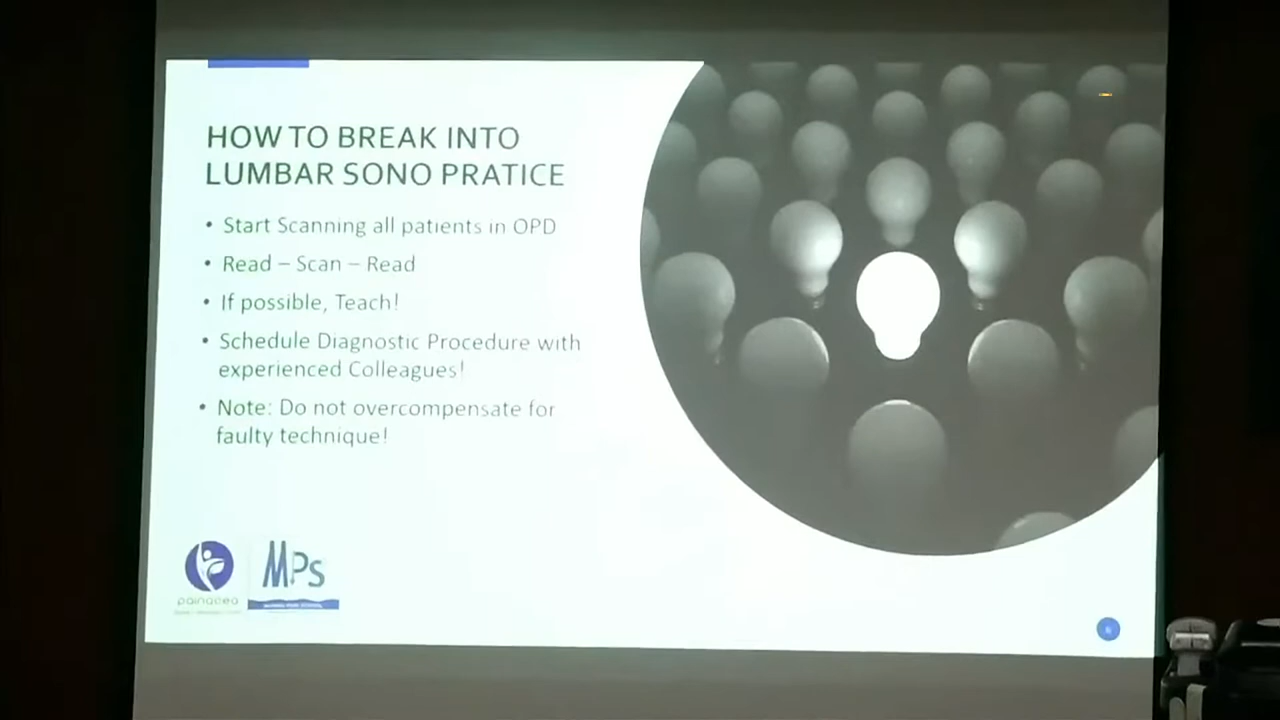 HOW TO BREAK INTO
LUMBAR SONO PRATICE
• Start Scanning all patients in OPD
• Read – Scan – Read
• If possible, Teach!
• Schedule Diagnostic Procedure with
experienced Colleagues!
• Note: Do not overcompensate for
faulty technique!
painacea
MPs